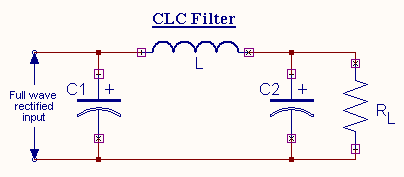 CLC Filter
L
C1 +
C2 +
Full wave
rectified
input
RL